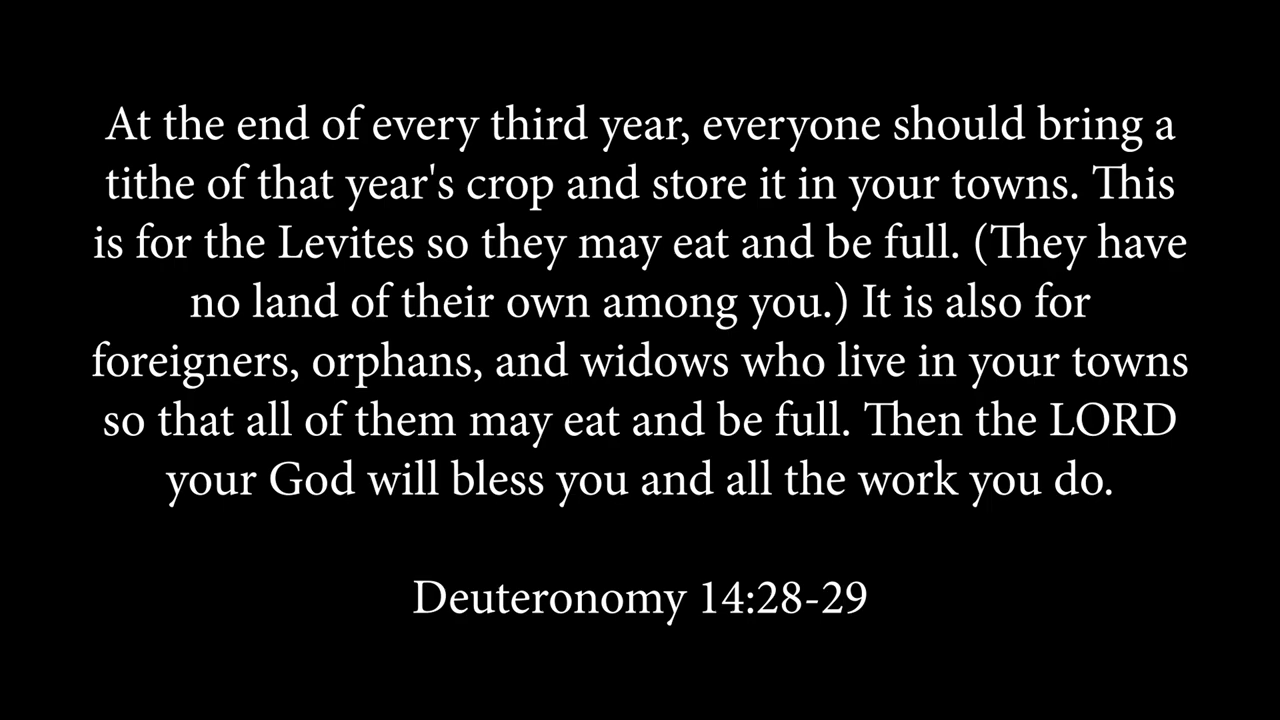 At the end of every third year, everyone should bring a
tithe of that year's crop and store it in your towns. This
is for the Levites so they may eat and be full. (They have
no land of their own among you.) It is also for
foreigners, orphans, and widows who live in your towns
so that all of them may eat and be full. Then the LORD
your God will bless you and all the work you do.
Deuteronomy 14:28-29